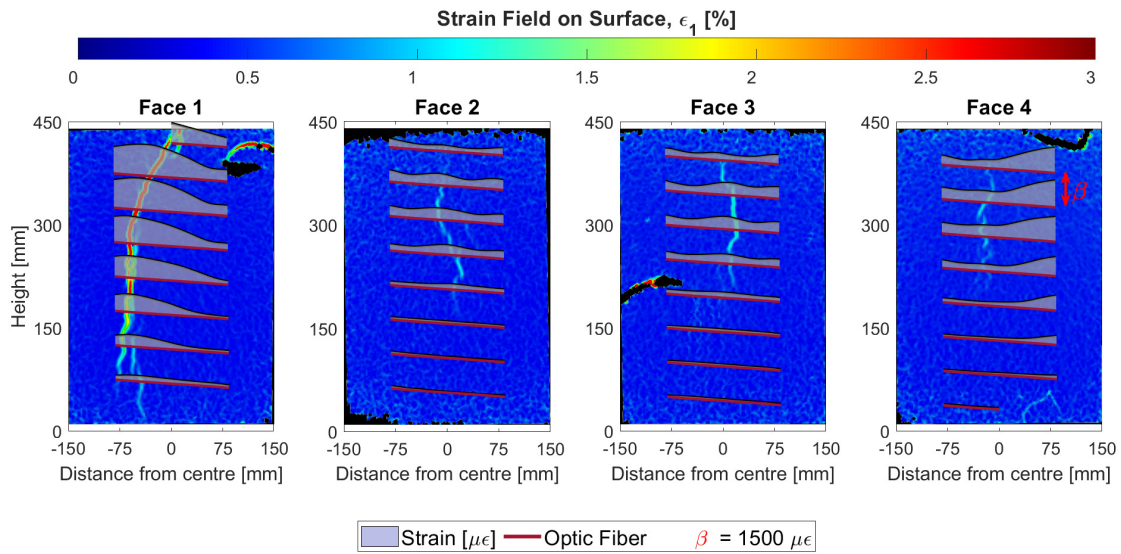 Strain Field on Surface, ϵ1 [%]
0 0.5 1 1.5 2 2.5 3
Face 1 Face 2 Face 3 Face 4
450 450 450 450
300 300 300 300
150 150 150 150
0 0 0 0
Height [mm]
β
-150 -75 0 75 150 -150 -75 0 75 150 -150 -75 0 75 150 -150 -75 0 75 150
Distance from centre [mm] Distance from centre [mm] Distance from centre [mm] Distance from centre [mm]
Strain [μϵ] Optic Fiber β = 1500 μϵ